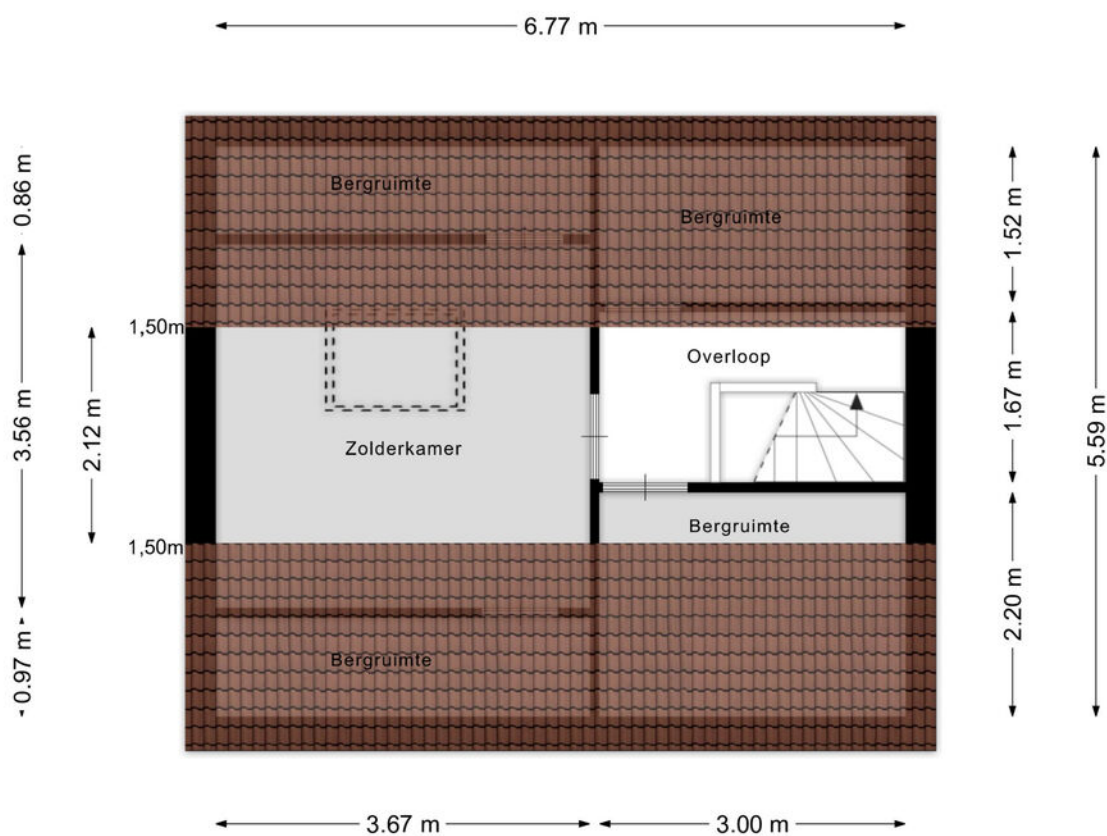 6.77 m
0.86 m
Bergruimte
Bergruimte
1.52 m
1,50m
Overloop
3.56 m
2.12 m
Zolderkamer
1.67 m
5.59 m
Bergruimte
1,50m
2.20 m
0.97 m
Bergruimte
3.67 m
3.00 m